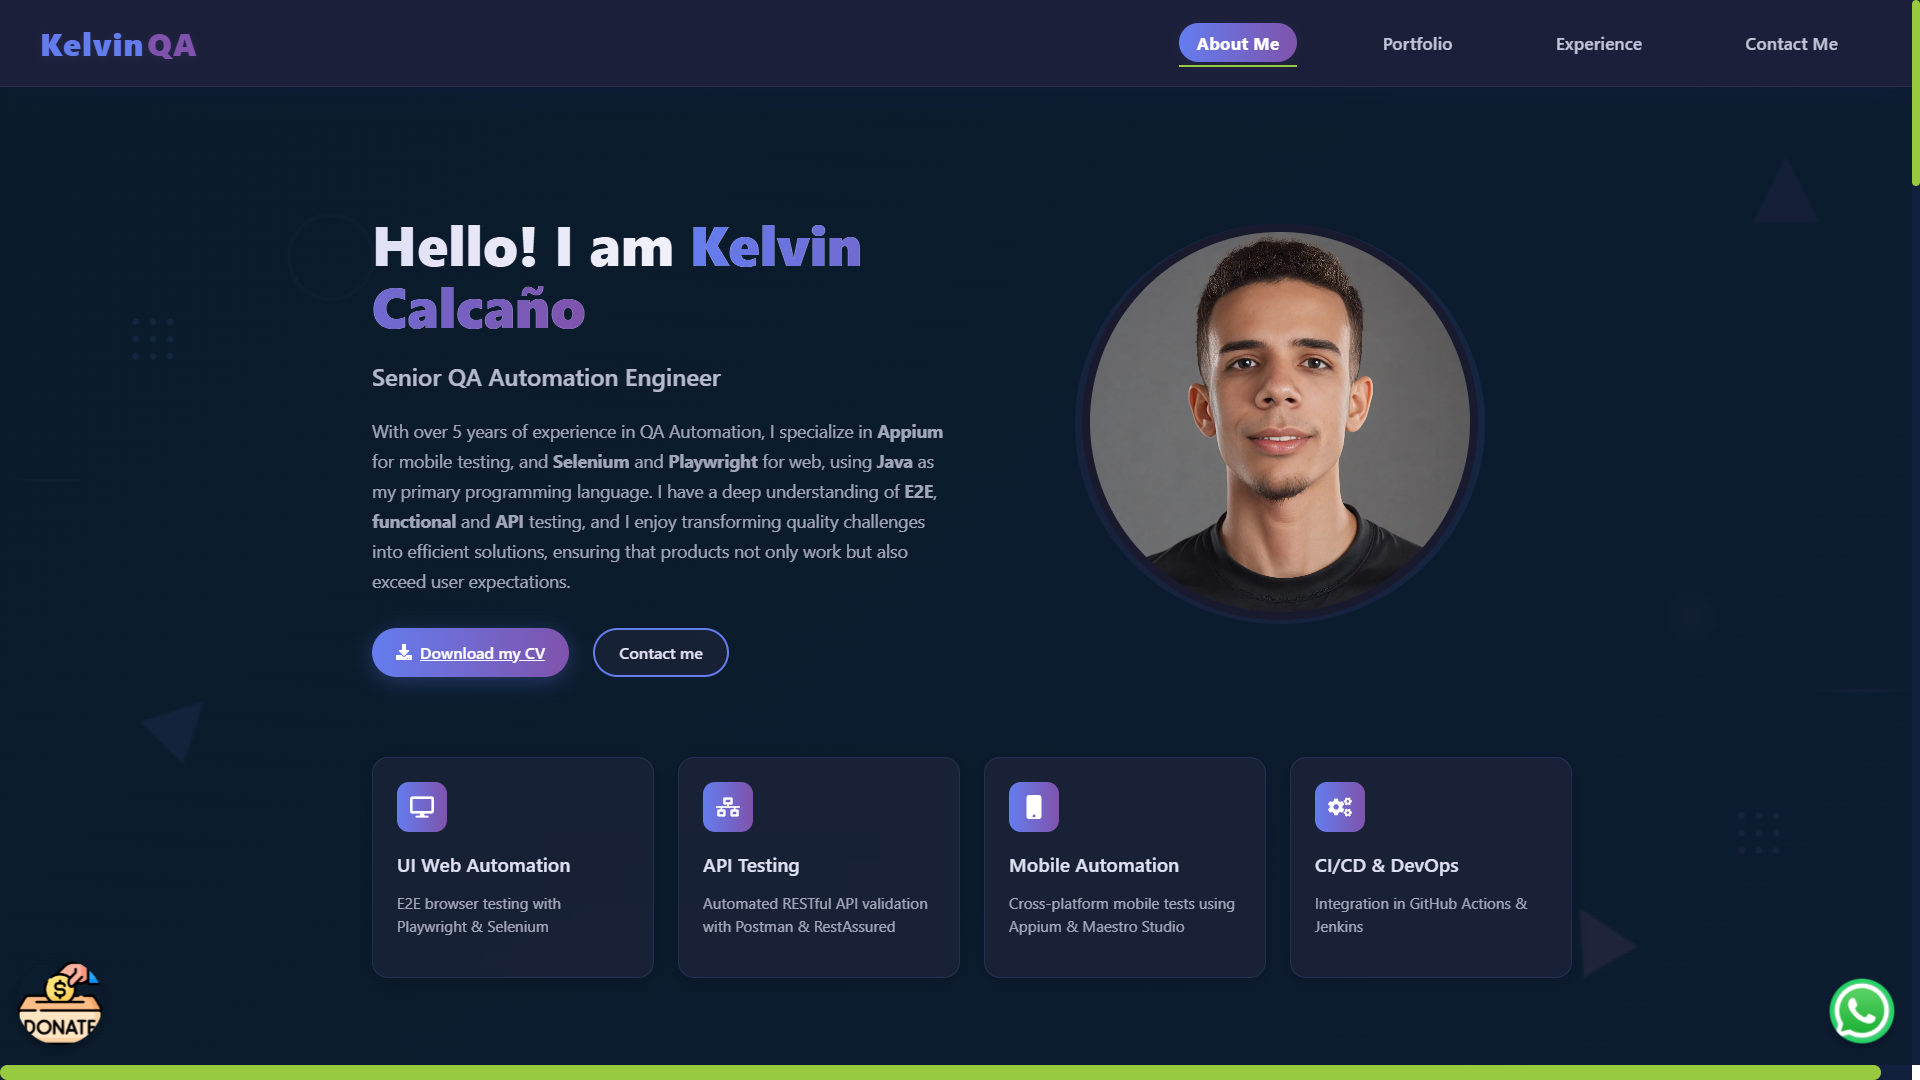 KelvinQA
About Me
Portfolio
Experience
Contact Me
Hello! I am Kelvin
Calcaño
Senior QA Automation Engineer
With over 5 years of experience in QA Automation, I specialize in Appium
for mobile testing, and Selenium and Playwright for web, using Java as
my primary programming language. I have a deep understanding of E2E,
functional and API testing, and I enjoy transforming quality challenges
into efficient solutions, ensuring that products not only work but also
exceed user expectations.
Download my CV
Contact me
UI Web Automation
E2E browser testing with
Playwright & Selenium
API Testing
Automated RESTful API validation
with Postman & RestAssured
Mobile Automation
Cross-platform mobile tests using
Appium & Maestro Studio
CI/CD & DevOps
Integration in GitHub Actions &
Jenkins
$
DONATE